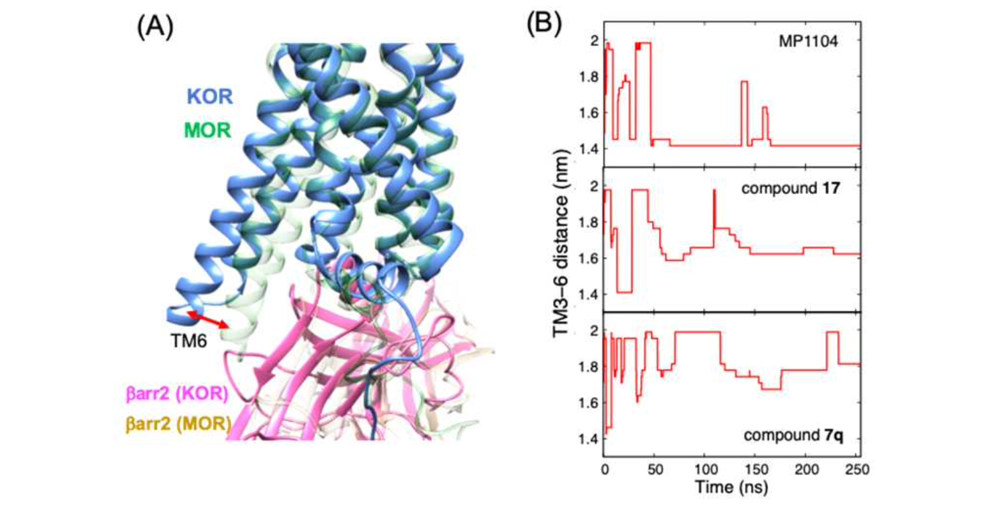 (A)
KOR
MOR
TM6
βarr2 (KOR)
βarr2 (MOR)
(B)
TM3–6 distance (nm)
MP1104
2
1.8
1.6
1.4
compound 17
2
1.8
1.6
1.4
compound 7q
2
1.8
1.6
1.4
0 50 100 150 200 250
Time (ns)